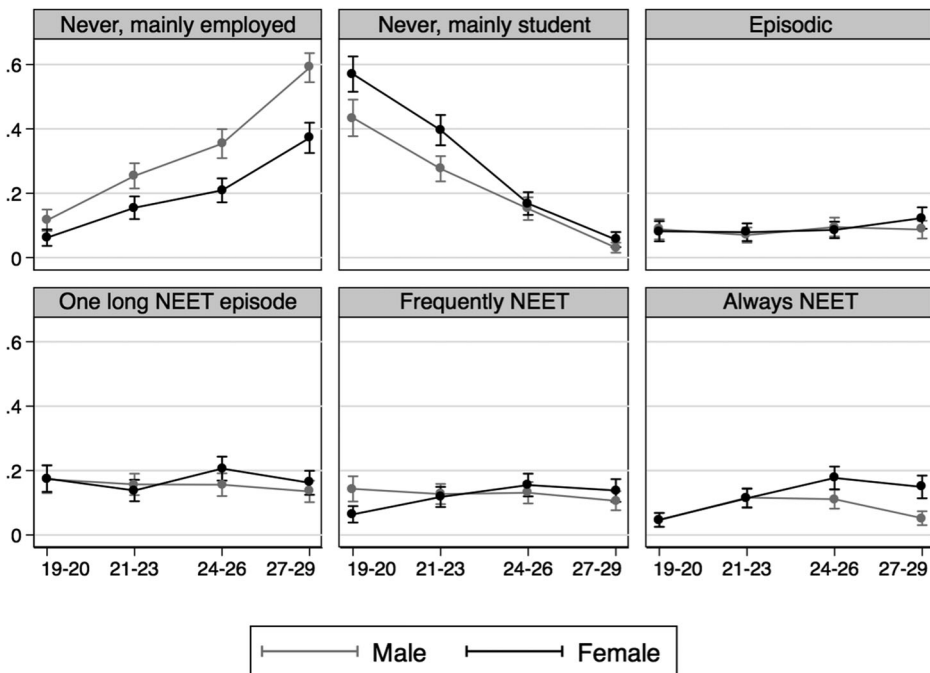 Never, mainly employed
Never, mainly student
Episodic
.6
.4
.2
0
One long NEET episode
Frequently NEET
Always NEET
.6
.4
.2
0
19-20 21-23 24-26 27-29
19-20 21-23 24-26 27-29
19-20 21-23 24-26 27-29
Male Female